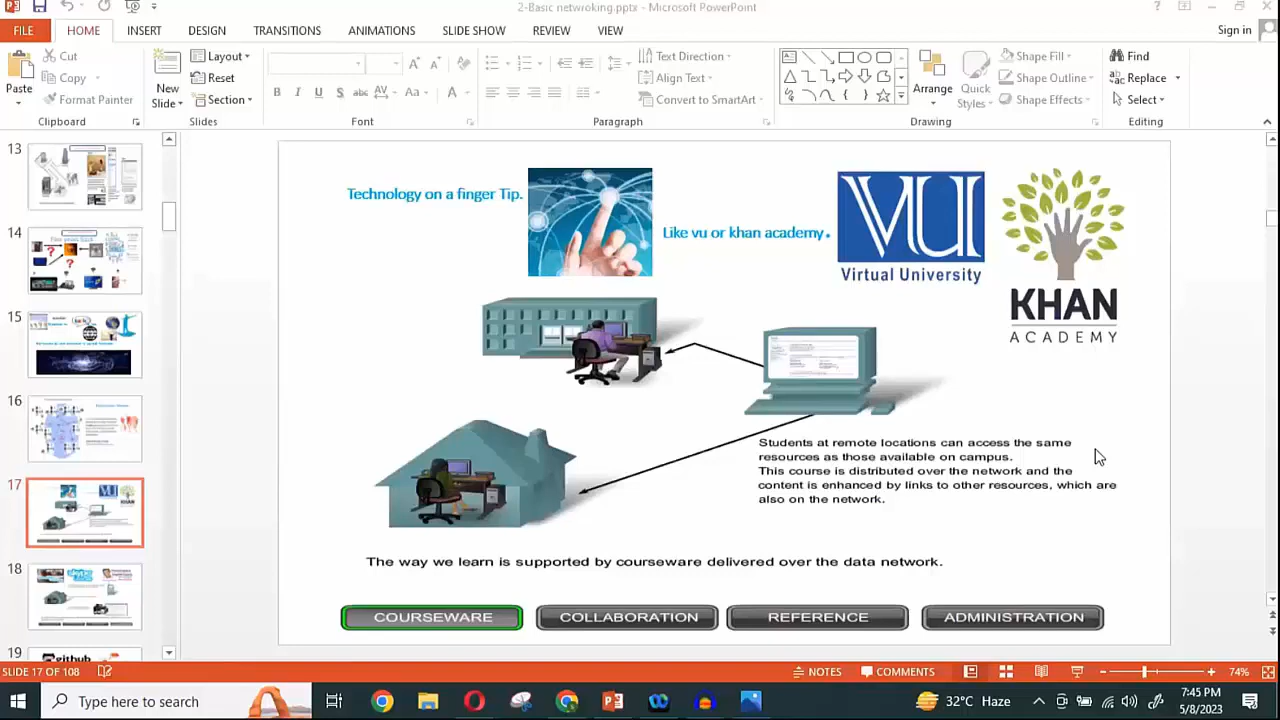 2-Basic netwroking.pptx - Microsoft PowerPoint
FILE
HOME
INSERT
DESIGN
TRANSITIONS
ANIMATIONS
SLIDE SHOW
REVIEW
VIEW
Sign in
Paste
Cut
Copy
Format Painter
Clipboard
New
Slide
Layout
Reset
Section
Slides
B I U S abc AV Aa A
Font
Text Direction
Align Text
Convert to SmartArt
Paragraph
Arrange
Quick
Styles
Shape Fill
Shape Outline
Shape Effects
Drawing
Find
Replace
Select
Editing
13
14
15
16
17
18
19
github
Technology on a finger Tip.
Like vu or khan academy.
VU
Virtual University
KHAN
ACADEMY
Students at remote locations can access the same
resources as those available on campus.
This course is distributed over the network and the
content is enhanced by links to other resources, which are
also on the network.
The way we learn is supported by courseware delivered over the data network.
COURSEWARE
COLLABORATION
REFERENCE
ADMINISTRATION
SLIDE 17 OF 108
NOTES
COMMENTS
74%
Type here to search
32°C Haze
7:45 PM
5/8/2023